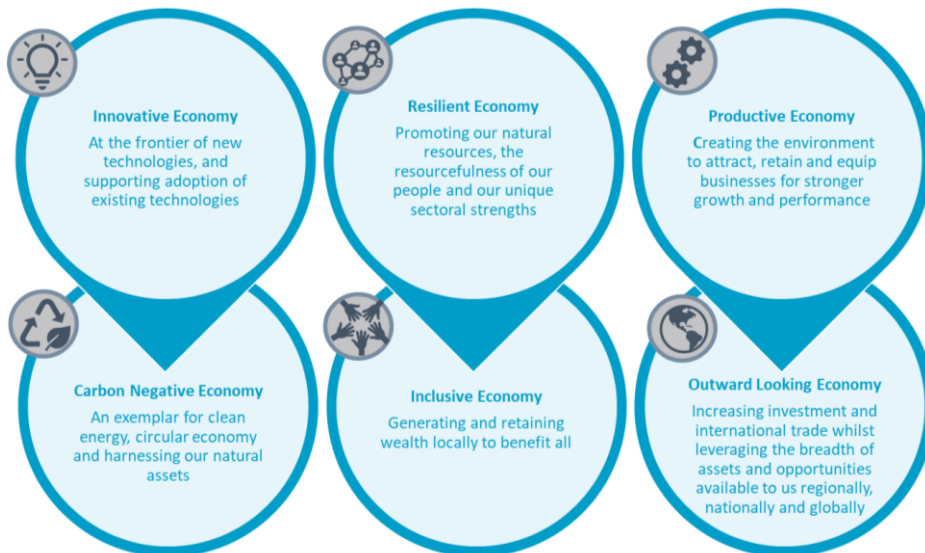 Innovative Economy
At the frontier of new
technologies, and
supporting adoption of
existing technologies
Resilient Economy
Promoting our natural
resources, the
resourcefulness of our
people and our unique
sectoral strengths
Productive Economy
Creating the environment
to attract, retain and equip
businesses for stronger
growth and performance
Carbon Negative Economy
An exemplar for clean
energy, circular economy
and harnessing our natural
assets
Inclusive Economy
Generating and retaining
wealth locally to benefit all
Outward Looking Economy
Increasing investment and
international trade whilst
leveraging the breadth of
assets and opportunities
available to us regionally,
nationally and globally